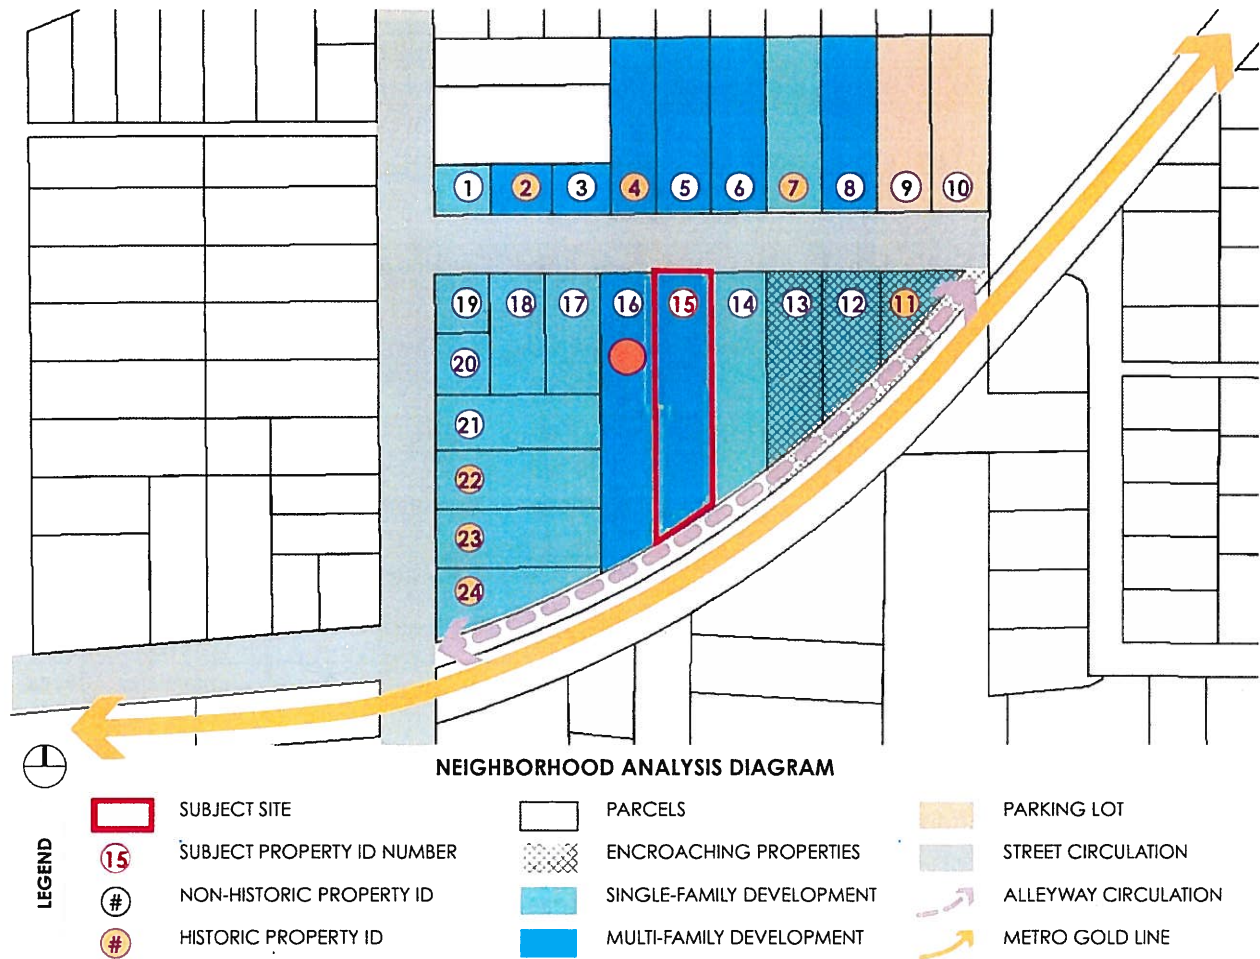 1 2 3 4 5 6 7 8 9 10
19 18 17 16 15 14 13 12 11
20
21
22
23
24
NEIGHBORHOOD ANALYSIS DIAGRAM
LEGEND
SUBJECT SITE
15 SUBJECT PROPERTY ID NUMBER
# NON-HISTORIC PROPERTY ID
# HISTORIC PROPERTY ID
PARCELS
ENCROACHING PROPERTIES
SINGLE-FAMILY DEVELOPMENT
MULTI-FAMILY DEVELOPMENT
PARKING LOT
STREET CIRCULATION
ALLEYWAY CIRCULATION
METRO GOLD LINE